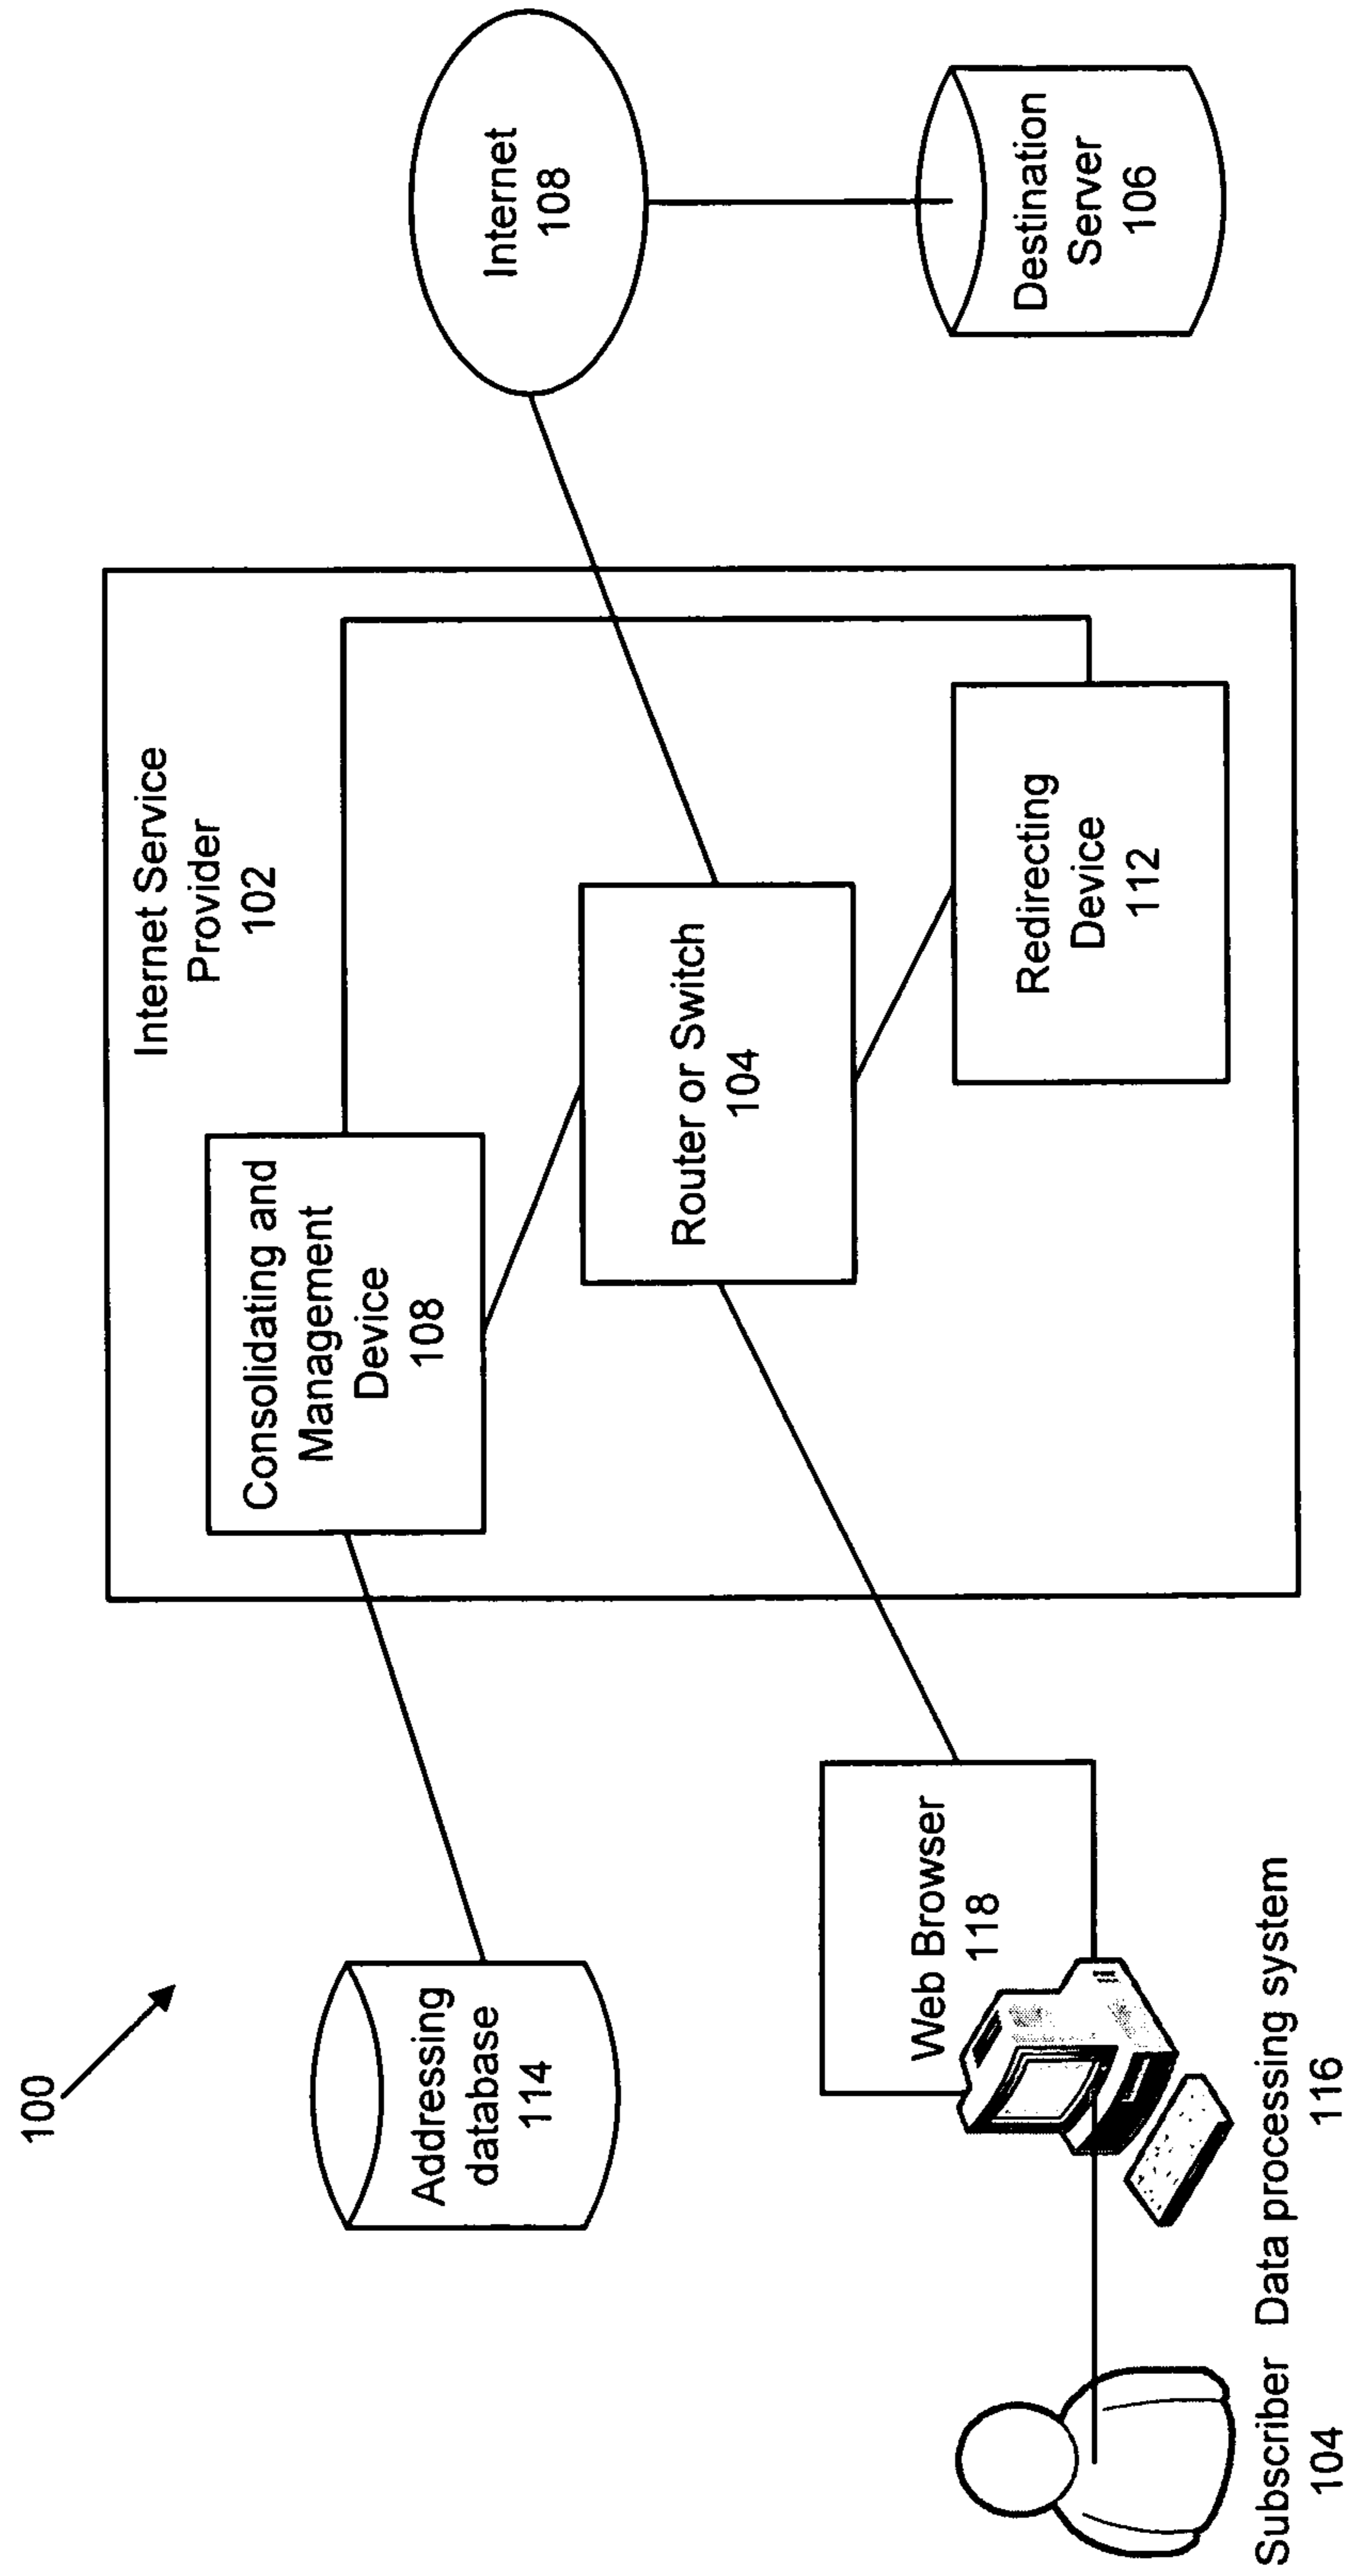 100
Internet Service
Provider
102
Consolidating and
Management
Device
108
Internet
108
Addressing
database
114
Router or Switch
104
Web Browser
118
Redirecting
Device
112
Destination
Server
106
Subscriber
104
Data processing system
116